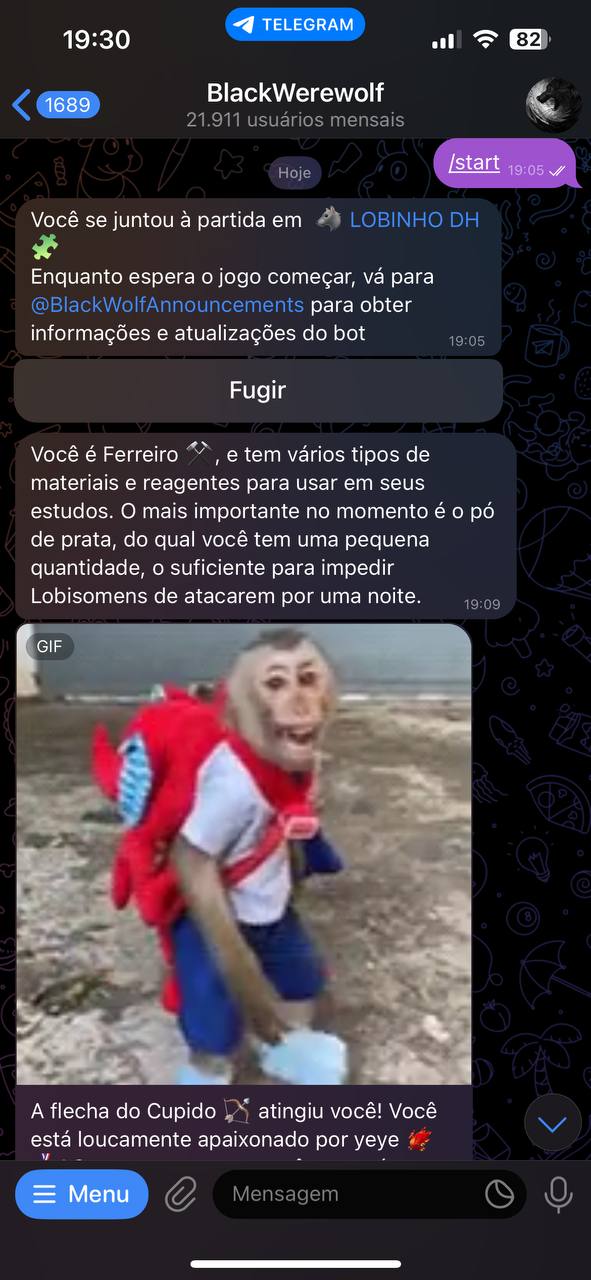 19:30
TELEGRAM
82
1689
BlackWerewolf
21.911 usuários mensais
/start 19:05
Hoje
Você se juntou à partida em 🐺 LOBINHO DH
🧩
Enquanto espera o jogo começar, vá para
@BlackWolfAnnouncements para obter
informações e atualizações do bot
19:05
Fugir
Você é Ferreiro ⚒, e tem vários tipos de
materiais e reagentes para usar em seus
estudos. O mais importante no momento é o pó
de prata, do qual você tem uma pequena
quantidade, o suficiente para impedir
Lobisomens de atacarem por uma noite.
19:09
GIF
A flecha do Cupido 🏹 atingiu você! Você
está loucamente apaixonado por yeye
Menu
Mensagem